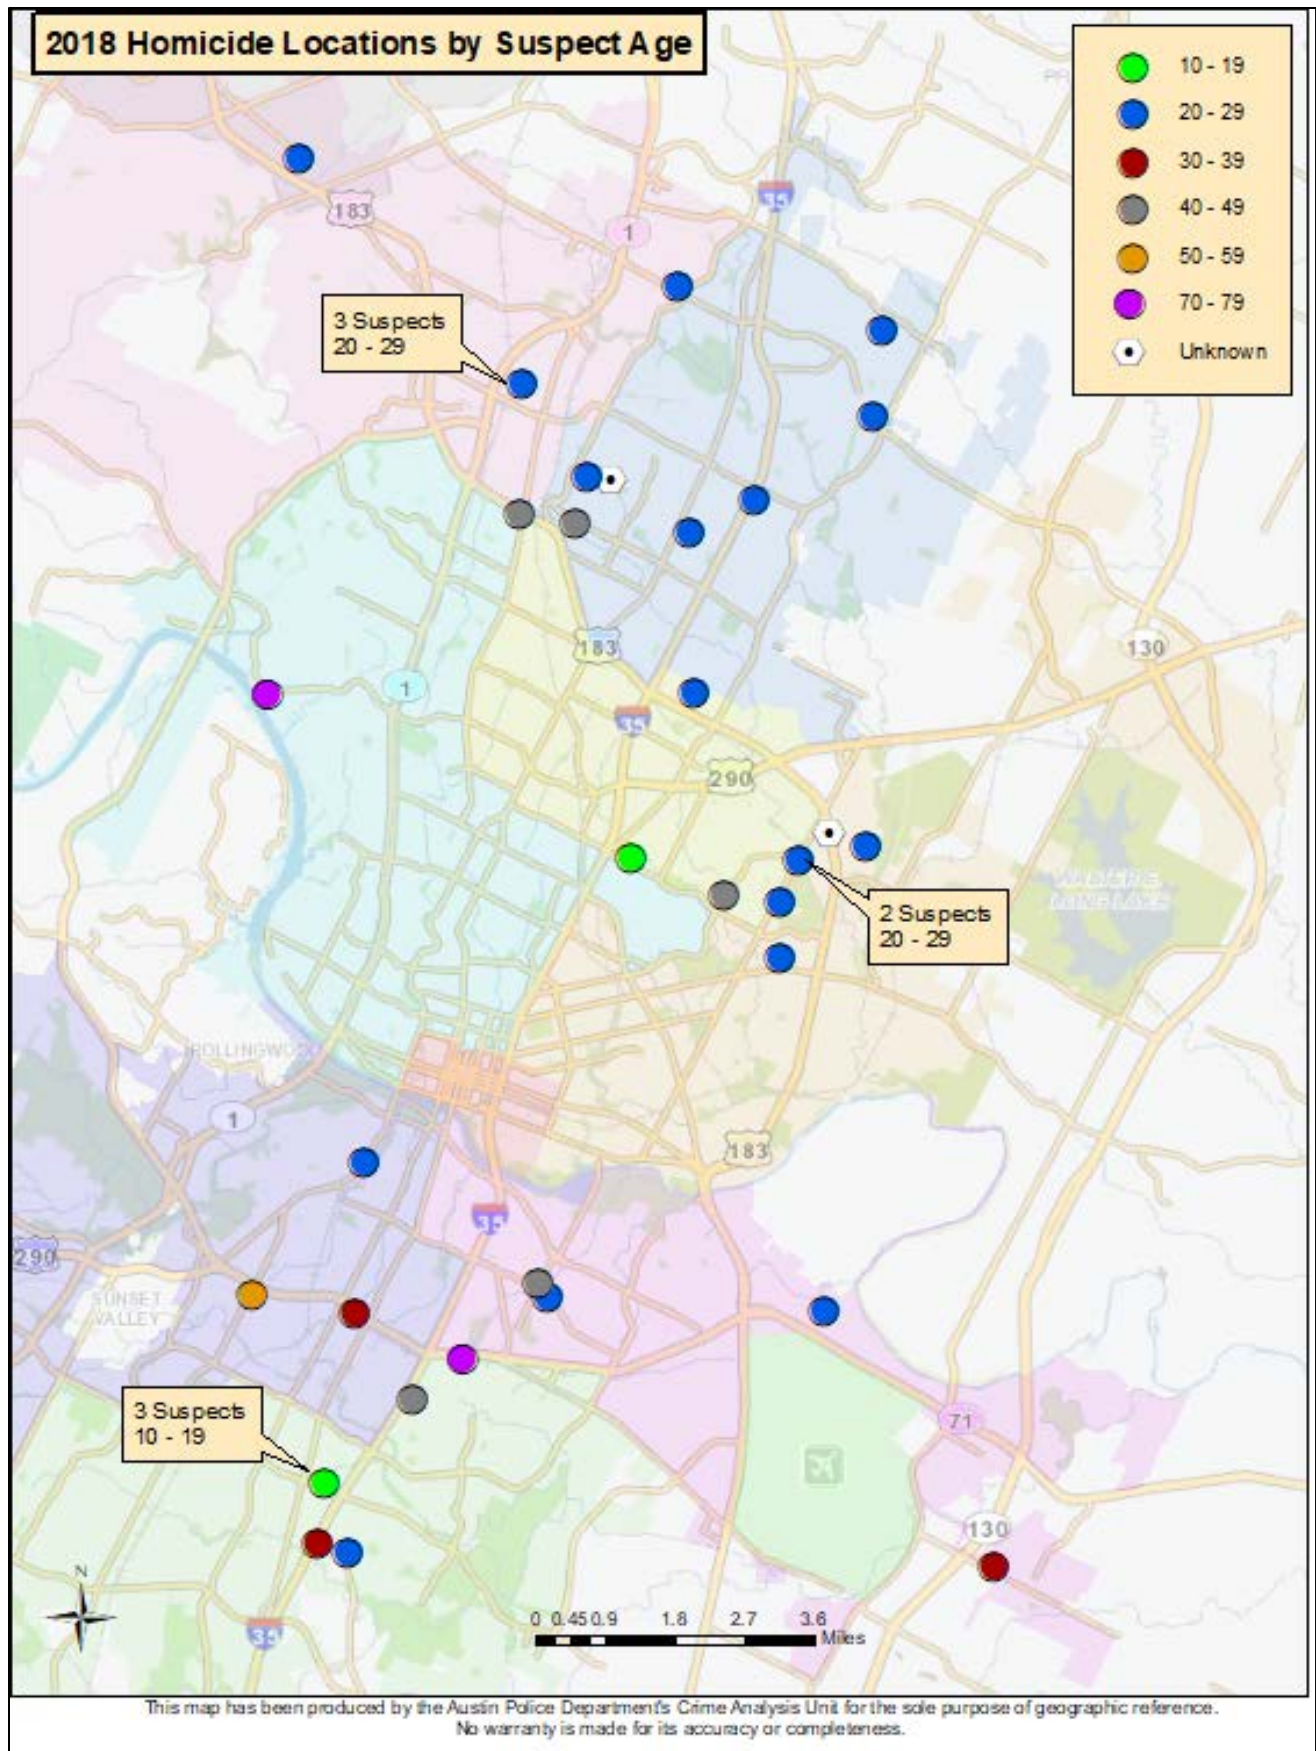 2018 Homicide Locations by Suspect Age
10 - 19
20 - 29
30 - 39
40 - 49
50 - 59
70 - 79
Unknown
35
183
1
3 Suspects
20 - 29
183
130
1
35
290
2 Suspects
20 - 29
1
183
35
290
SUNSET
VALLEY
3 Suspects
10 - 19
71
130
N
35
0 0.45 0.9 1.8 2.7 3.6
Miles
This map has been produced by the Austin Police Department's Crime Analysis Unit for the sole purpose of geographic reference.
No warranty is made for its accuracy or completeness.